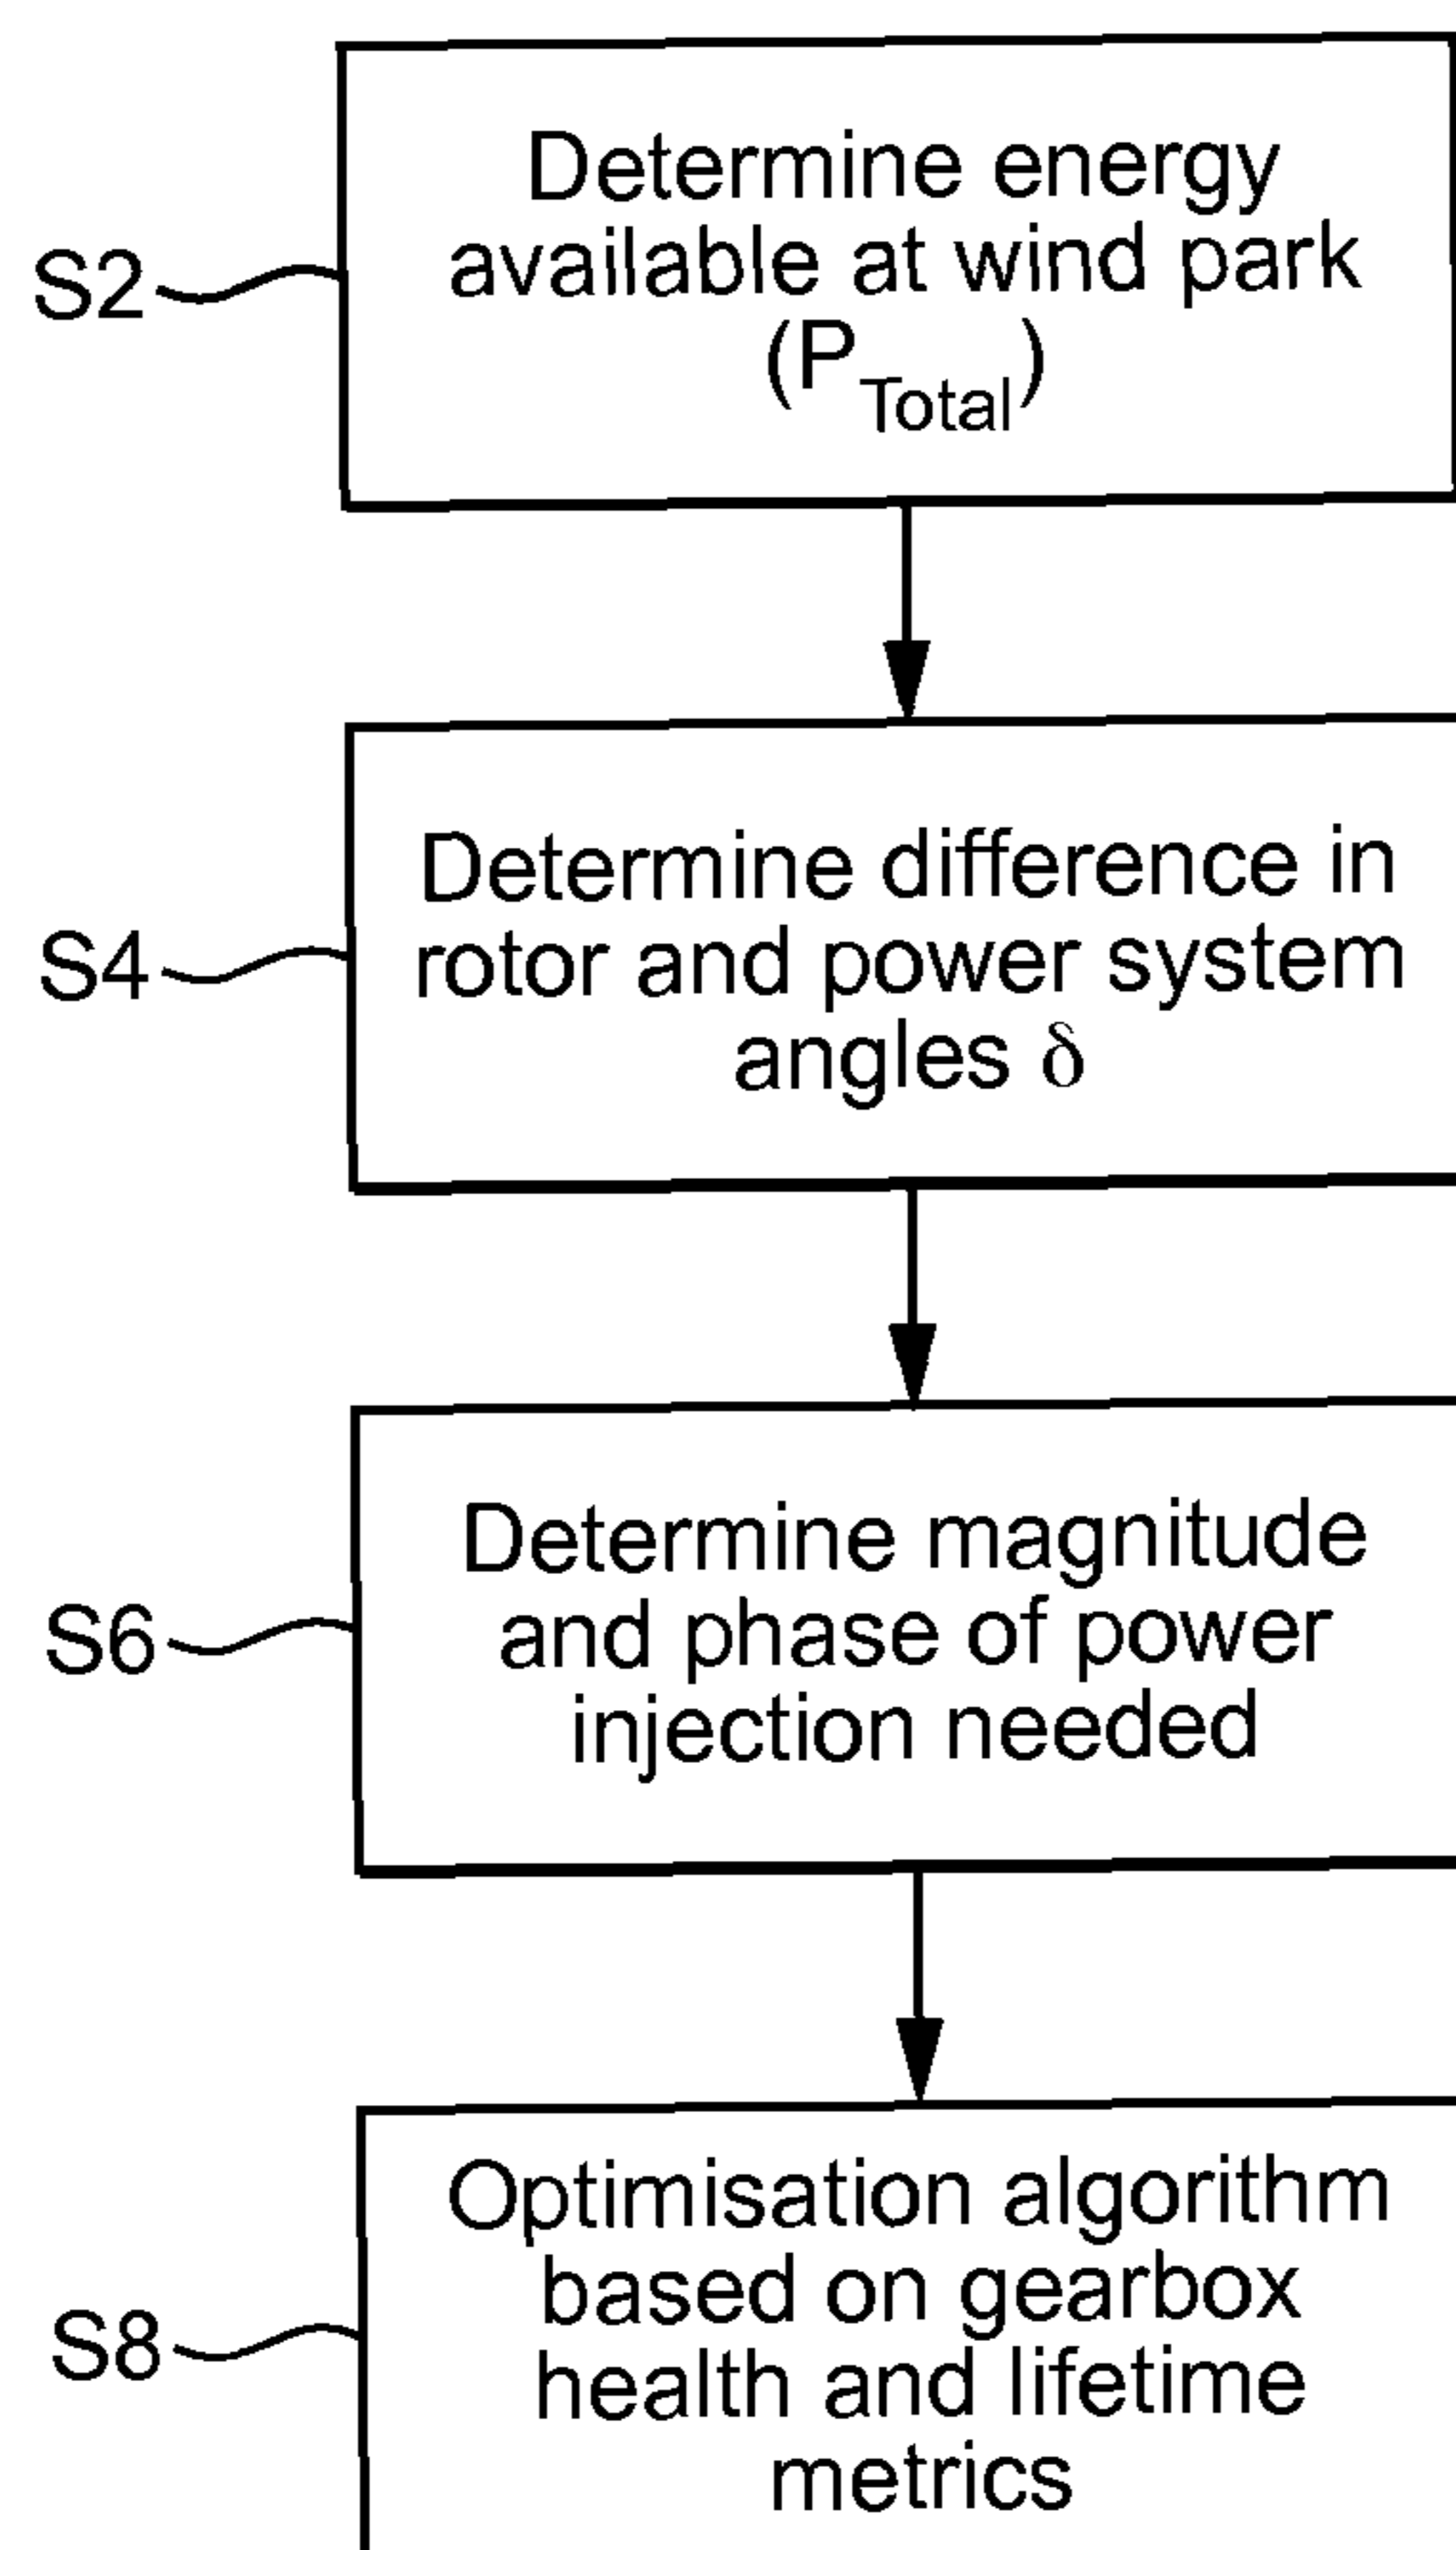 Determine energy
available at wind park
(P_Total)
S2
Determine difference in
rotor and power system
angles δ
S4
Determine magnitude
and phase of power
injection needed
S6
Optimisation algorithm
based on gearbox
health and lifetime
metrics
S8